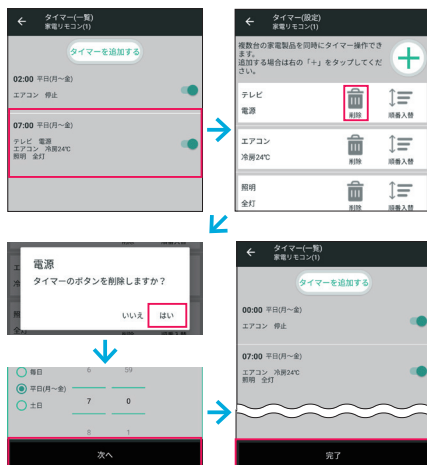 タイマー(一覧)
家電リモコン(1)
タイマーを追加する
02:00 平日(月〜金)
エアコン 停止
07:00 平日(月〜金)
テレビ 電源
エアコン 冷房24℃
照明 全灯
タイマー(設定)
家電リモコン(1)
複数台の家電製品を同時にタイマー操作でき
ます。
追加する場合は右の「+」をタップしてくだ
さい。
テレビ
電源
削除
順番入替
エアコン
冷房24℃
削除
順番入替
照明
全灯
削除
順番入替
電源
タイマーのボタンを削除しますか?
いいえ はい
毎日 6 59
平日(月〜金) 7 0
土日
8 1
次へ
タイマー(一覧)
家電リモコン(1)
タイマーを追加する
00:00 平日(月〜金)
エアコン 停止
07:00 平日(月〜金)
エアコン 冷房24℃
照明 全灯
完了